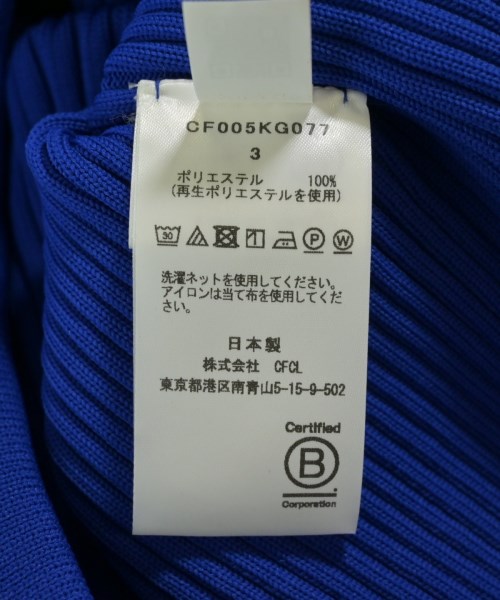 CF005KG077
3
ポリエステル 100%
(再生ポリエステルを使用)
30 P W
洗濯ネットを使用してください。
アイロンは当て布を使用してください。
日本製
株式会社 CFCL
東京都港区南青山5-15-9-502
Certified
B
Corporation